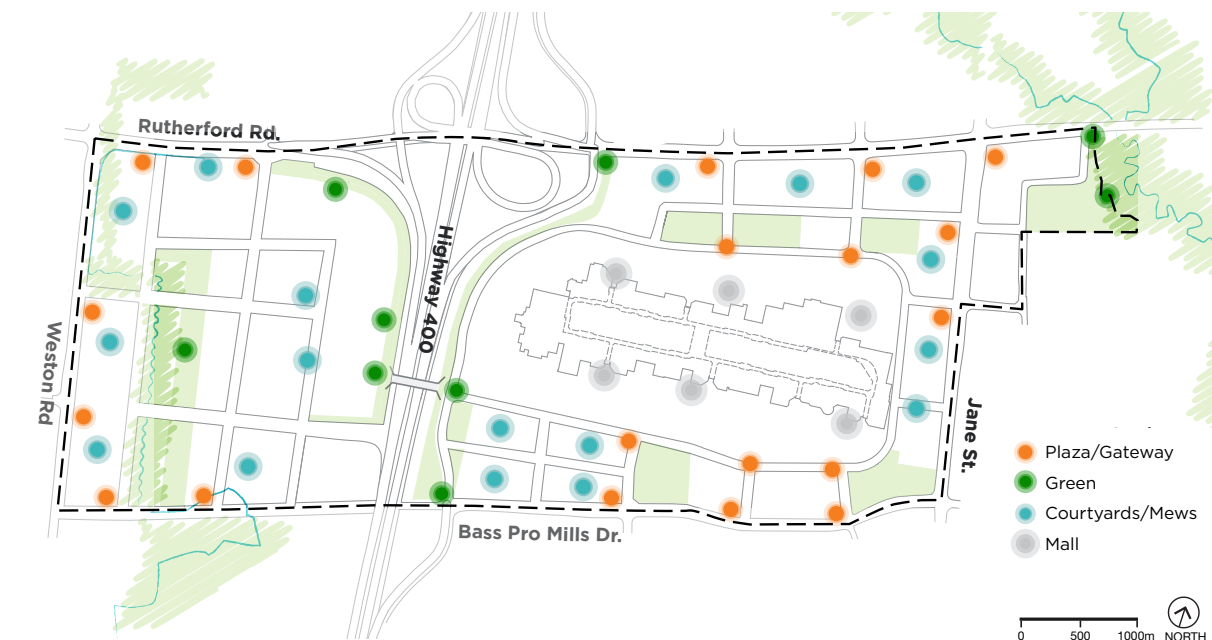 Rutherford Rd.
Highway 400
Weston Rd
Jane St.
Bass Pro Mills Dr.
Plaza/Gateway
Green
Courtyards/Mews
Mall
0 500 1000m
NORTH